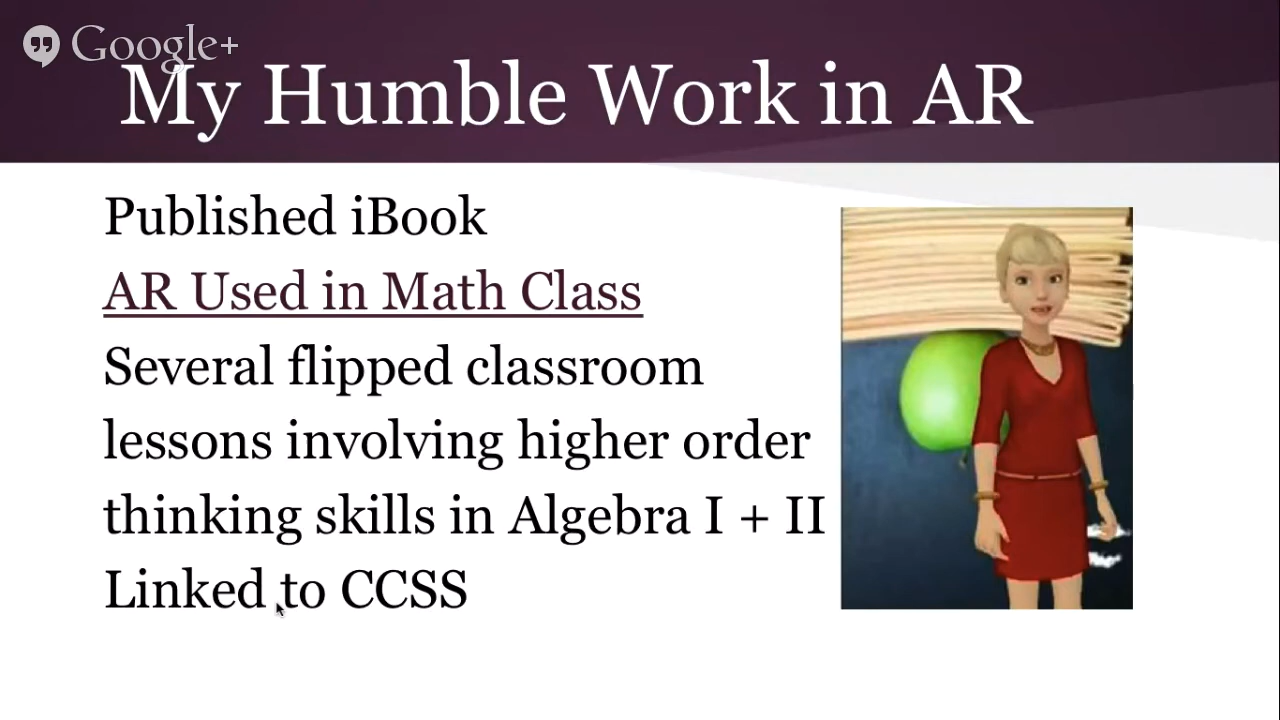 Google+
My Humble Work in AR
Published iBook
AR Used in Math Class
Several flipped classroom
lessons involving higher order
thinking skills in Algebra I + II
Linked to CCSS